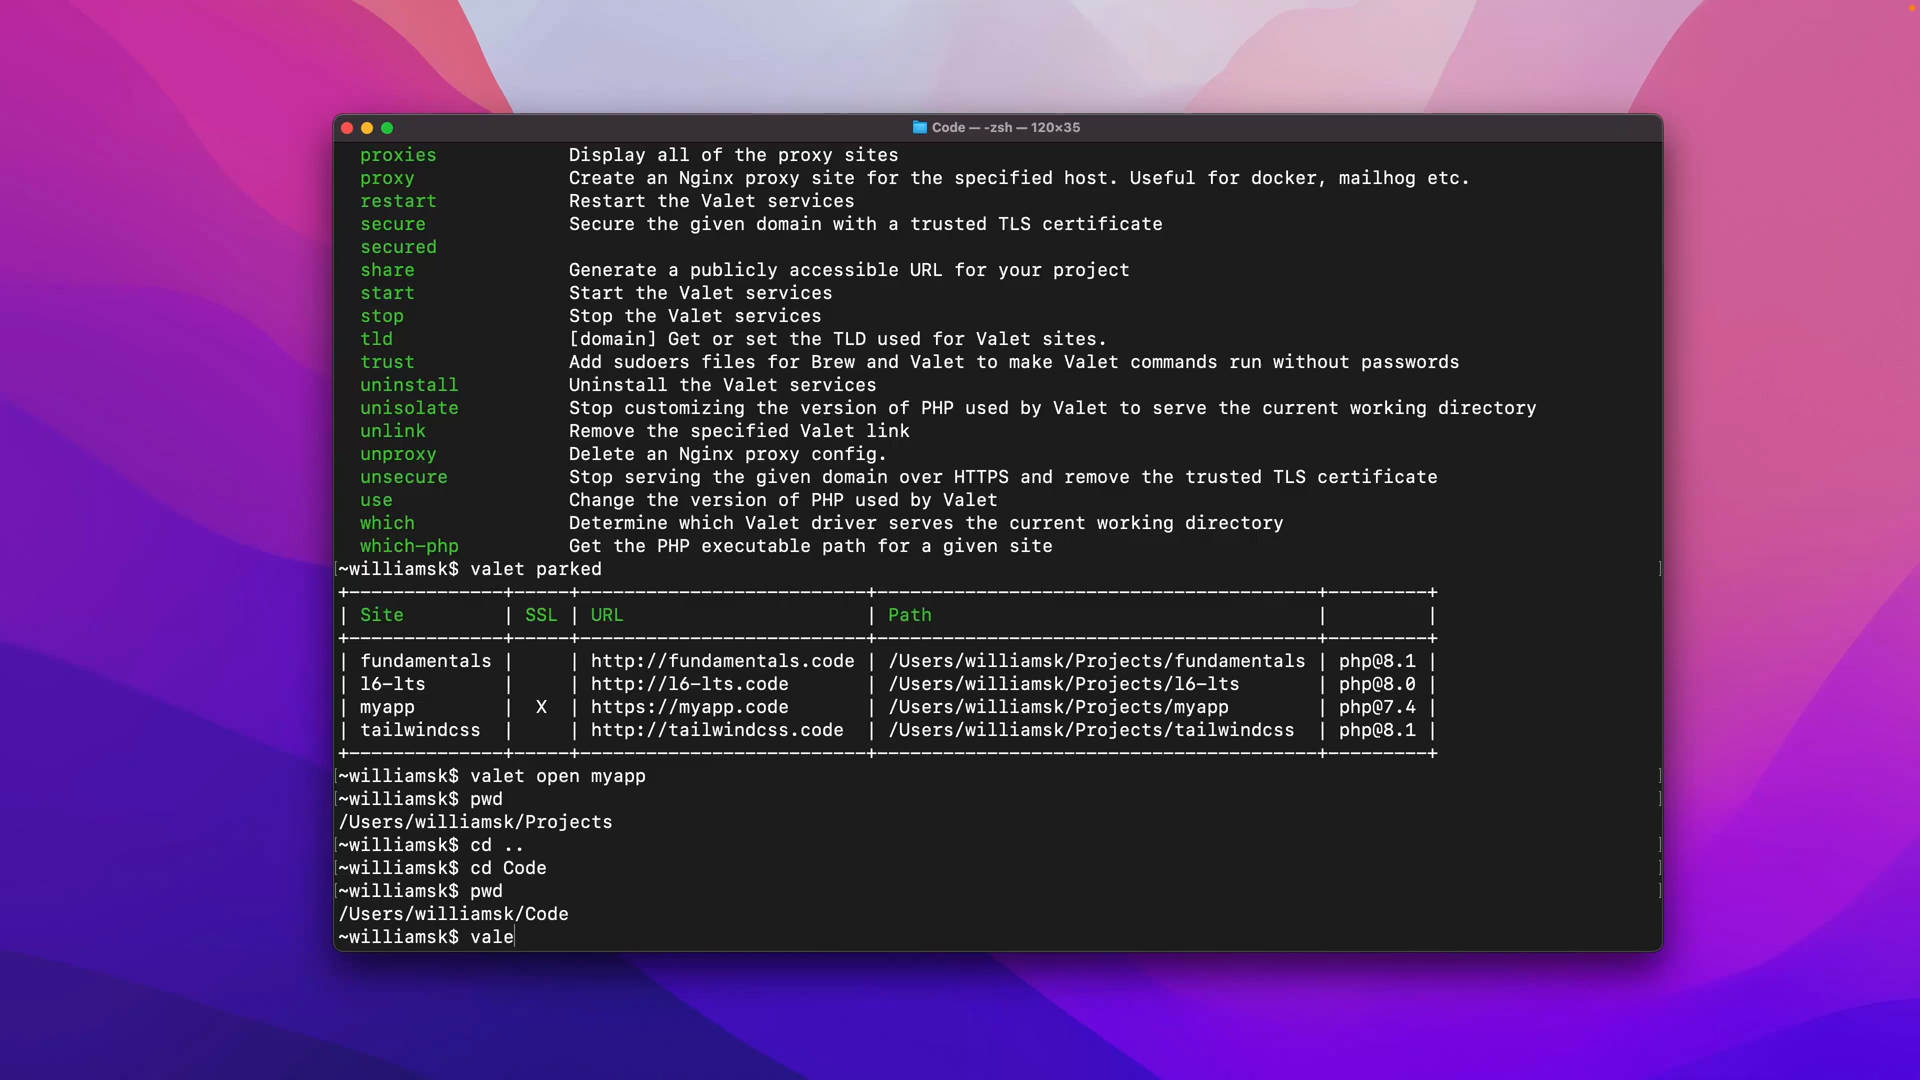 Code — -zsh — 120×35
proxies Display all of the proxy sites
proxy Create an Nginx proxy site for the specified host. Useful for docker, mailhog etc.
restart Restart the Valet services
secure Secure the given domain with a trusted TLS certificate
secured
share Generate a publicly accessible URL for your project
start Start the Valet services
stop Stop the Valet services
tld [domain] Get or set the TLD used for Valet sites.
trust Add sudoers files for Brew and Valet to make Valet commands run without passwords
uninstall Uninstall the Valet services
unisolate Stop customizing the version of PHP used by Valet to serve the current working directory
unlink Remove the specified Valet link
unproxy Delete an Nginx proxy config.
unsecure Stop serving the given domain over HTTPS and remove the trusted TLS certificate
use Change the version of PHP used by Valet
which Determine which Valet driver serves the current working directory
which-php Get the PHP executable path for a given site
[~williamsk$ valet parked ]
+--------------+-----+--------------------------+----------------------------------------+---------+
| Site | SSL | URL | Path | |
+--------------+-----+--------------------------+----------------------------------------+---------+
| fundamentals | | http://fundamentals.code | /Users/williamsk/Projects/fundamentals | php@8.1 |
| l6-lts | | http://l6-lts.code | /Users/williamsk/Projects/l6-lts | php@8.0 |
| myapp | X | https://myapp.code | /Users/williamsk/Projects/myapp | php@7.4 |
| tailwindcss | | http://tailwindcss.code | /Users/williamsk/Projects/tailwindcss | php@8.1 |
+--------------+-----+--------------------------+----------------------------------------+---------+
[~williamsk$ valet open myapp ]
[~williamsk$ pwd ]
/Users/williamsk/Projects
[~williamsk$ cd .. ]
[~williamsk$ cd Code ]
[~williamsk$ pwd ]
/Users/williamsk/Code
~williamsk$ vale